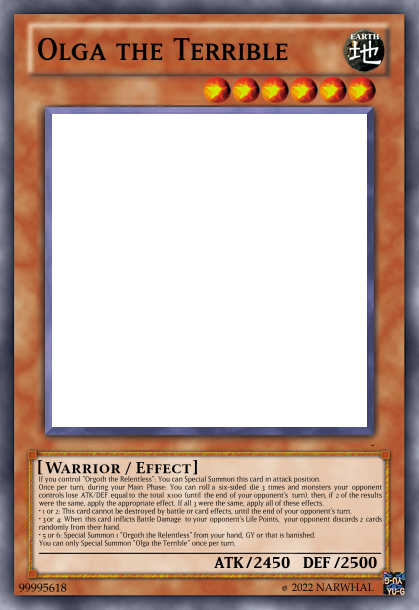 OLGA THE TERRIBLE
EARTH
地
[WARRIOR / EFFECT]
If you control "Orgoth the Relentless": You can Special Summon this card in attack position.
Once per turn, during your Main Phase: You can roll a six-sided die 3 times and monsters your opponent
controls lose ATK/DEF equal to the total x100 (until the end of your opponent's turn), then, if 2 of the results
were the same, apply the appropriate effect. If all 3 were the same, apply all of these effects.
• 1 or 2: This card cannot be destroyed by battle or card effects, until the end of your opponent's turn.
• 3 or 4: When this card inflicts Battle Damage to your opponent's Life Points, your opponent discards 2 cards
randomly from their hand.
• 5 or 6: Special Summon 1 "Orgoth the Relentless" from your hand, GY or that is banished.
You can only Special Summon "Olga the Terrible" once per turn.
ATK/2450 DEF/2500
99995618
© 2022 NARWHAL